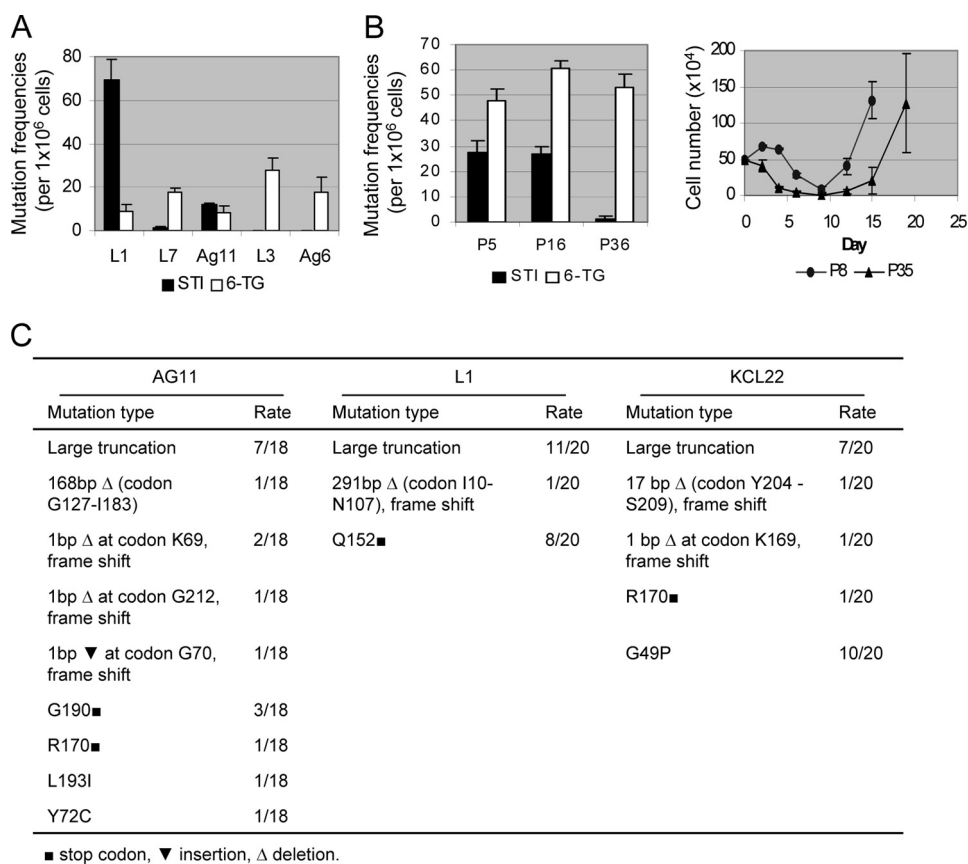 A
Mutation frequencies
(per 1x10⁶ cells)
80
60
40
20
0
L1 L7 Ag11 L3 Ag6
■ STI □ 6-TG
B
Mutation frequencies
(per 1x10⁶ cells)
70
60
50
40
30
20
10
0
P5 P16 P36
■ STI □ 6-TG
Cell number (x10⁴)
200
150
100
50
0
0 5 10 15 20 25
Day
P8 P35
C
AG11 L1 KCL22
Mutation type Rate Mutation type Rate Mutation type Rate
Large truncation 7/18 Large truncation 11/20 Large truncation 7/20
168bp Δ (codon 1/18 291bp Δ (codon I10- 1/20 17 bp Δ (codon Y204 - 1/20
G127-I183) N107), frame shift S209), frame shift
1bp Δ at codon K69, 2/18 Q152■ 8/20 1 bp Δ at codon K169, 1/20
frame shift frame shift
1bp Δ at codon G212, 1/18 R170■ 1/20
frame shift
1bp ▼ at codon G70, 1/18 G49P 10/20
frame shift
G190■ 3/18
R170■ 1/18
L193I 1/18
Y72C 1/18
■ stop codon, ▼ insertion, Δ deletion.